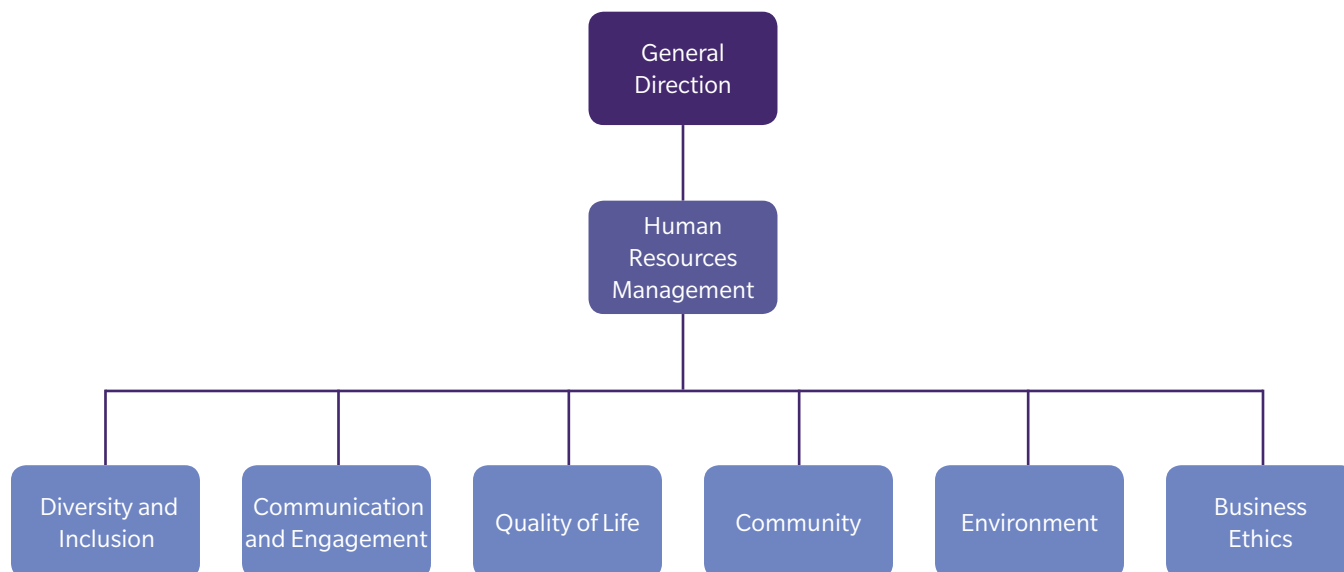 General
Direction
Human
Resources
Management
Diversity and
Inclusion
Communication
and Engagement
Quality of Life
Community
Environment
Business
Ethics